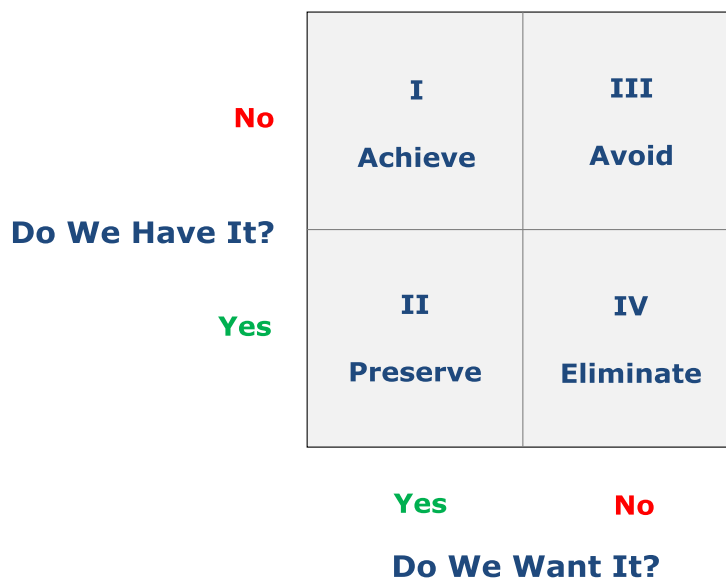 I
III
No
Achieve
Avoid
Do We Have It?
II
IV
Yes
Preserve
Eliminate
Yes
No
Do We Want It?